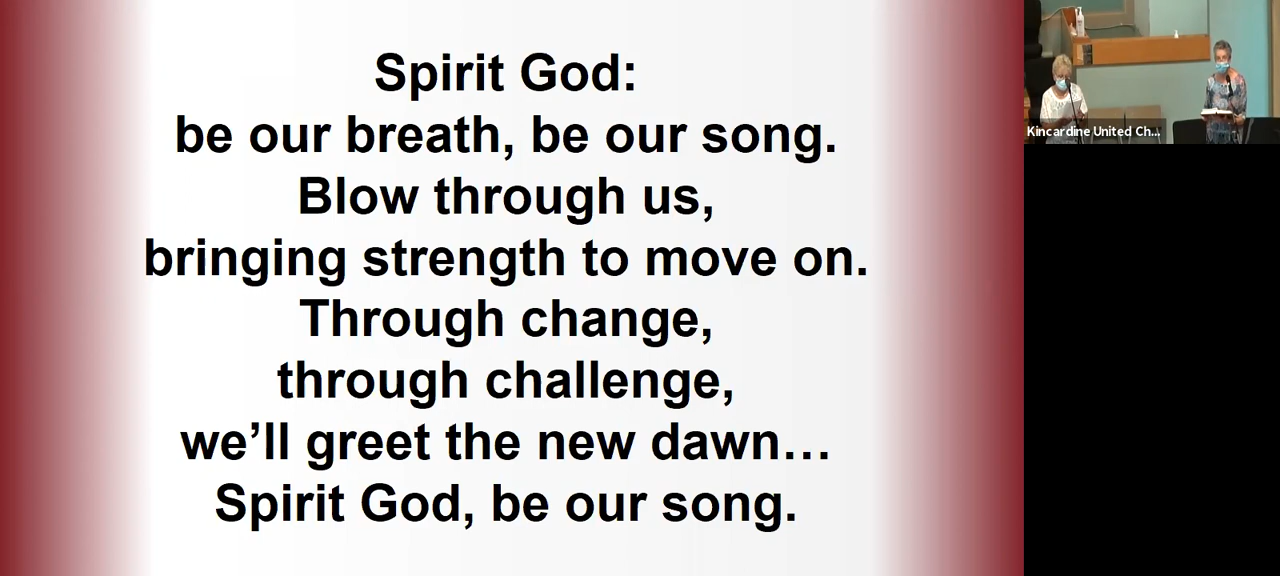 Spirit God:
be our breath, be our song.
Blow through us,
bringing strength to move on.
Through change,
through challenge,
we’ll greet the new dawn…
Spirit God, be our song.
Kincardine United Ch...